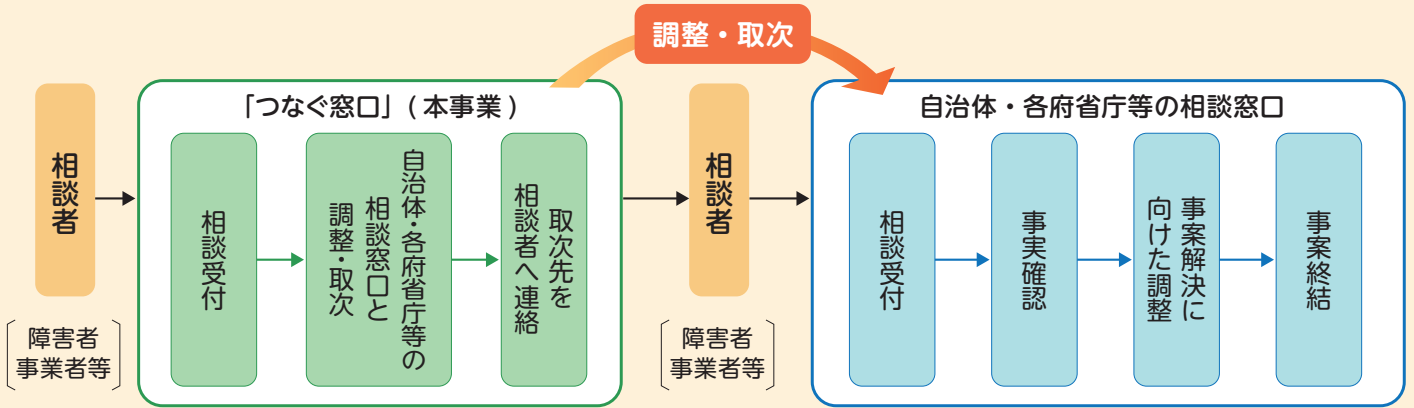 調整・取次
相談者
〔障害者
事業者等〕
「つなぐ窓口」(本事業)
相談受付
自治体・各府省庁等の
相談窓口と
調整・取次
取次先を
相談者へ連絡
相談者
〔障害者
事業者等〕
自治体・各府省庁等の相談窓口
相談受付
事実確認
事案解決に
向けた調整
事案終結